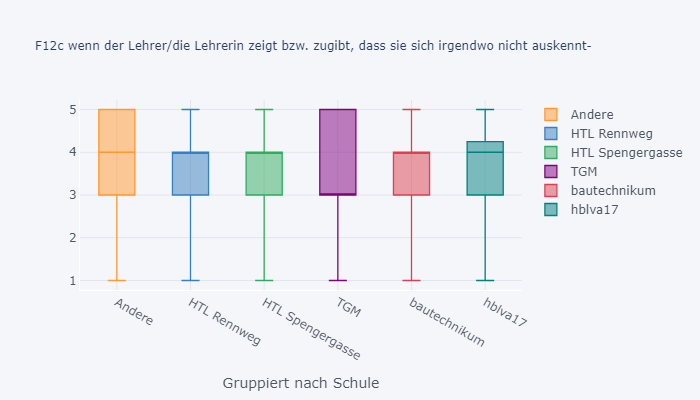 F12c wenn der Lehrer/die Lehrerin zeigt bzw. zugibt, dass sie sich irgendwo nicht auskennt-
5
4
3
2
1
Andere
HTL Rennweg
HTL Spengergasse
TGM
bautechnikum
hblva17
Gruppiert nach Schule
Andere
HTL Rennweg
HTL Spengergasse
TGM
bautechnikum
hblva17